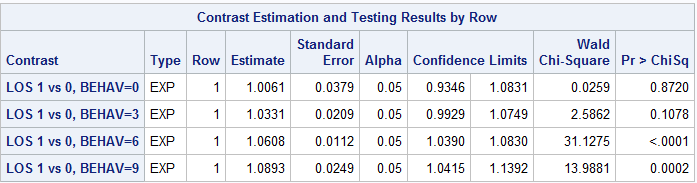 Contrast Estimation and Testing Results by Row
Contrast Type Row Estimate Standard Error Alpha Confidence Limits Wald Chi-Square Pr > ChiSq
LOS 1 vs 0, BEHAV=0 EXP 1 1.0061 0.0379 0.05 0.9346 1.0831 0.0259 0.8720
LOS 1 vs 0, BEHAV=3 EXP 1 1.0331 0.0209 0.05 0.9929 1.0749 2.5862 0.1078
LOS 1 vs 0, BEHAV=6 EXP 1 1.0608 0.0112 0.05 1.0390 1.0830 31.1275 <.0001
LOS 1 vs 0, BEHAV=9 EXP 1 1.0893 0.0249 0.05 1.0415 1.1392 13.9881 0.0002